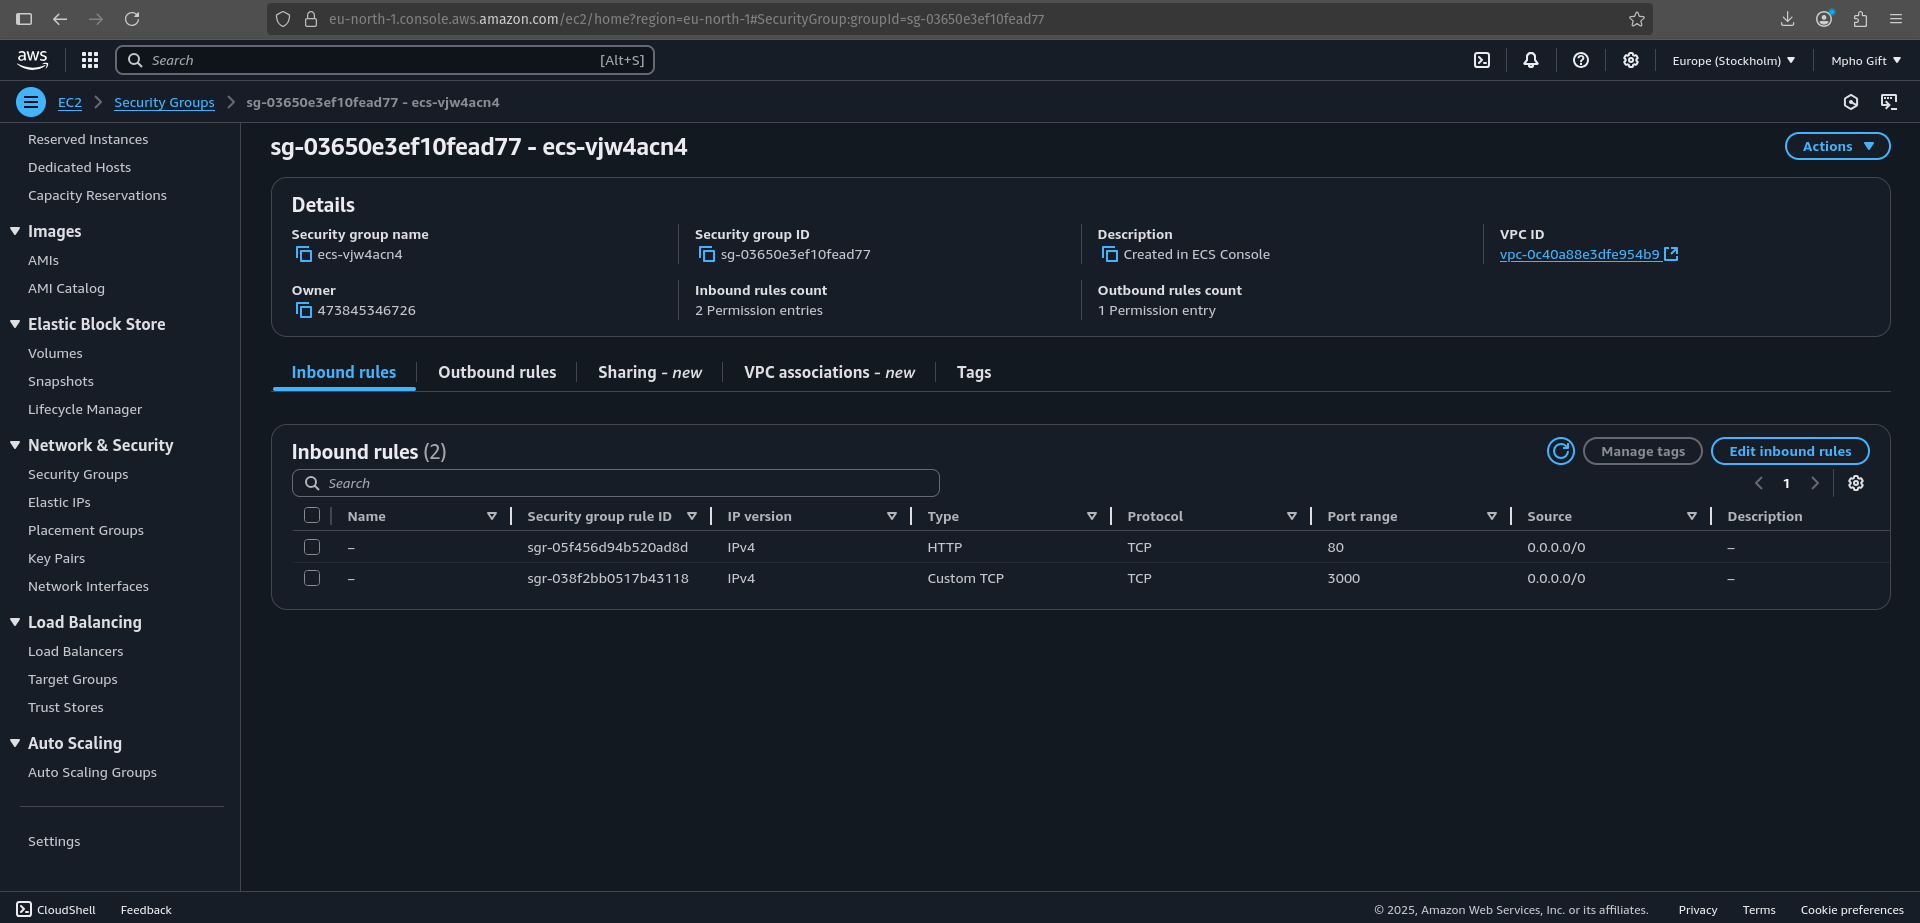 eu-north-1.console.aws.amazon.com/ec2/home?region=eu-north-1#SecurityGroup:groupId=sg-03650e3ef10fead77
aws
Search [Alt+S]
Europe (Stockholm)
Mpho Gift
EC2
Security Groups
sg-03650e3ef10fead77 - ecs-vjw4acn4
Reserved Instances
Dedicated Hosts
Capacity Reservations
Images
AMIs
AMI Catalog
Elastic Block Store
Volumes
Snapshots
Lifecycle Manager
Network & Security
Security Groups
Elastic IPs
Placement Groups
Key Pairs
Network Interfaces
Load Balancing
Load Balancers
Target Groups
Trust Stores
Auto Scaling
Auto Scaling Groups
Settings
sg-03650e3ef10fead77 - ecs-vjw4acn4
Actions
Details
Security group name
ecs-vjw4acn4
Security group ID
sg-03650e3ef10fead77
Description
Created in ECS Console
VPC ID
vpc-0c40a88e3dfe954b9
Owner
473845346726
Inbound rules count
2 Permission entries
Outbound rules count
1 Permission entry
Inbound rules
Outbound rules
Sharing - new
VPC associations - new
Tags
Inbound rules (2)
Manage tags
Edit inbound rules
Search
1
Name Security group rule ID IP version Type Protocol Port range Source Description
– sgr-05f456d94b520ad8d IPv4 HTTP TCP 80 0.0.0.0/0 –
– sgr-038f2bb0517b43118 IPv4 Custom TCP TCP 3000 0.0.0.0/0 –
CloudShell
Feedback
© 2025, Amazon Web Services, Inc. or its affiliates.
Privacy
Terms
Cookie preferences